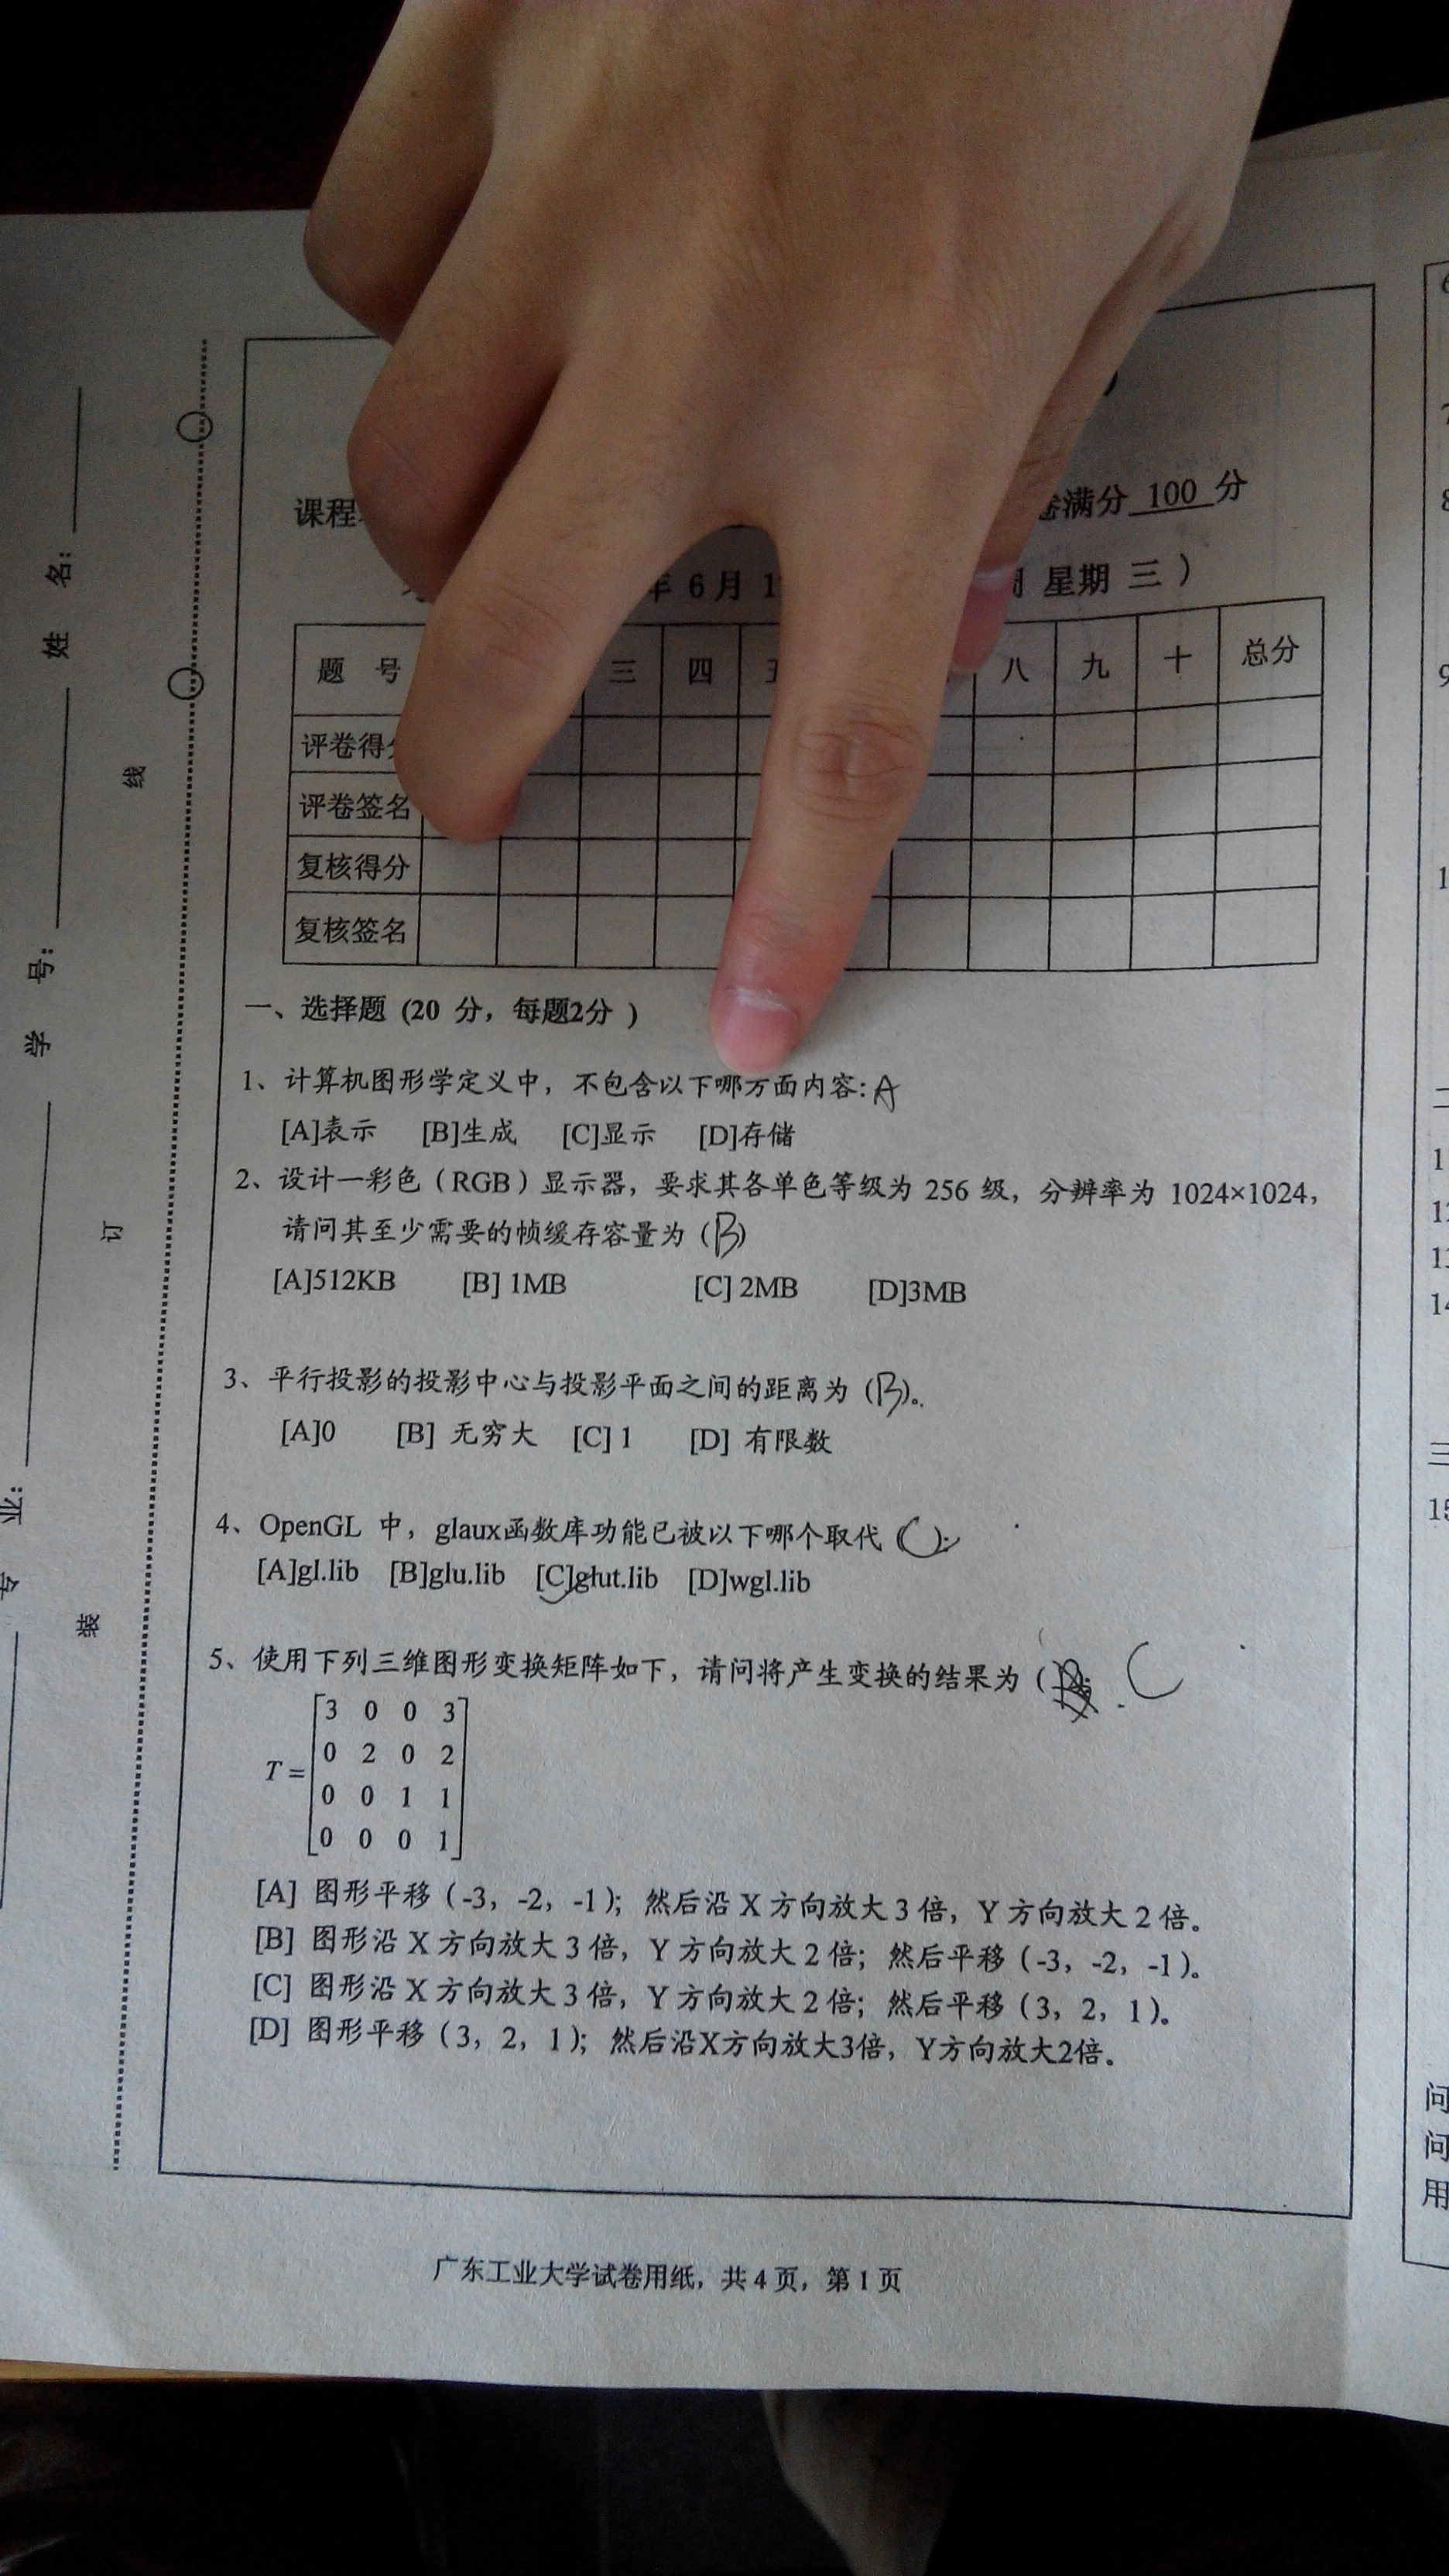 课程
卷满分 100 分
年 6 月 1
星期 三 )
题 号 三 四 八 九 十 总分
评卷得分
评卷签名
复核得分
复核签名
一、选择题 (20 分，每题2分 )
1、计算机图形学定义中，不包含以下哪方面内容: A
[A]表示 [B]生成 [C]显示 [D]存储
2、设计一彩色（RGB）显示器，要求其各单色等级为 256 级，分辨率为 1024×1024，
请问其至少需要的帧缓存容量为 (B)
[A]512KB [B] 1MB [C] 2MB [D]3MB
3、平行投影的投影中心与投影平面之间的距离为 (B)。
[A]0 [B] 无穷大 [C] 1 [D] 有限数
4、OpenGL 中，glaux函数库功能已被以下哪个取代 (C);
[A]gl.lib [B]glu.lib [C]glut.lib [D]wgl.lib
5、使用下列三维图形变换矩阵如下，请问将产生变换的结果为 ( C
3 0 0 3
0 2 0 2
T =
0 0 1 1
0 0 0 1
[A] 图形平移（-3，-2，-1）；然后沿 X 方向放大 3 倍，Y 方向放大 2 倍。
[B] 图形沿 X 方向放大 3 倍，Y 方向放大 2 倍；然后平移（-3，-2，-1）。
[C] 图形沿 X 方向放大 3 倍，Y 方向放大 2 倍；然后平移（3，2，1）。
[D] 图形平移（3，2，1）；然后沿X方向放大3倍，Y方向放大2倍。
广东工业大学试卷用纸，共 4 页，第 1 页
姓 名:
学 号:
业:
线
订
装
问
问
用